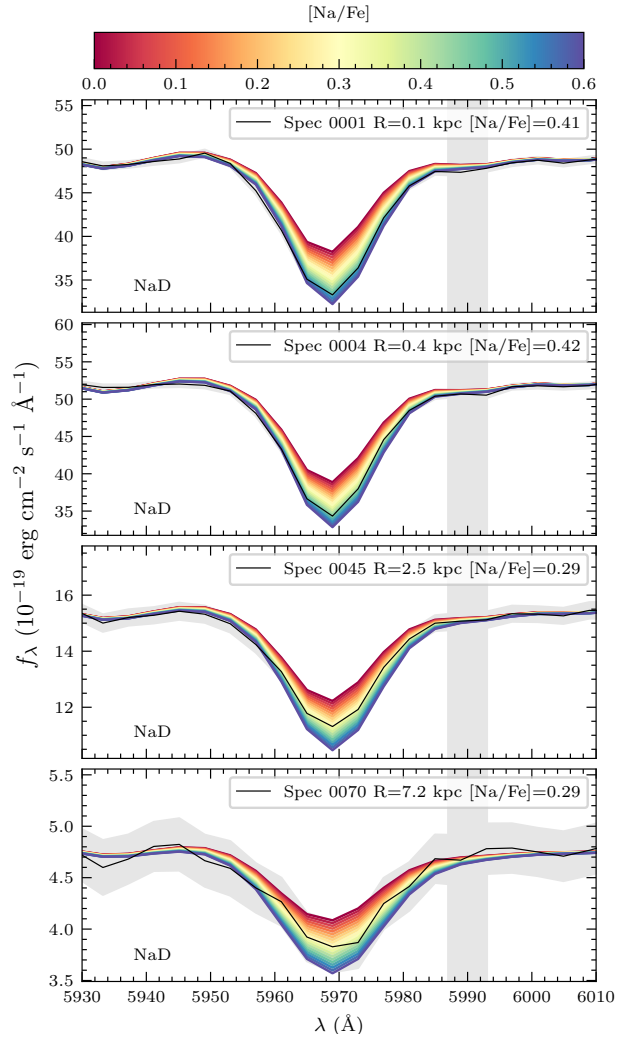 [Na/Fe]
0.0 0.1 0.2 0.3 0.4 0.5 0.6
Spec 0001 R=0.1 kpc [Na/Fe]=0.41
55
50
45
40
35
NaD
Spec 0004 R=0.4 kpc [Na/Fe]=0.42
60
55
50
45
40
35
NaD
fλ (10⁻¹⁹ erg cm⁻² s⁻¹ Å⁻¹)
Spec 0045 R=2.5 kpc [Na/Fe]=0.29
16
14
12
NaD
Spec 0070 R=7.2 kpc [Na/Fe]=0.29
5.5
5.0
4.5
4.0
3.5
NaD
5930 5940 5950 5960 5970 5980 5990 6000 6010
λ (Å)